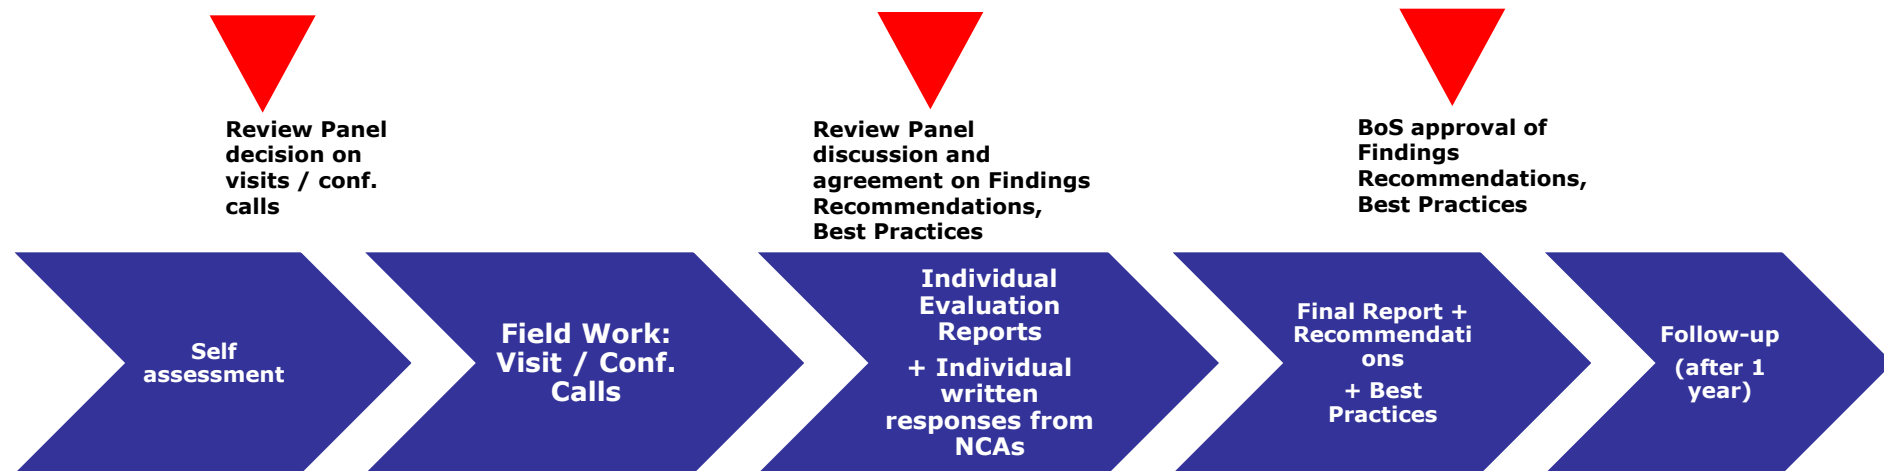 Review Panel
decision on
visits / conf.
calls
Review Panel
discussion and
agreement on Findings
Recommendations,
Best Practices
BoS approval of
Findings
Recommendations,
Best Practices
Self
assessment
Field Work:
Visit / Conf.
Calls
Individual
Evaluation
Reports
+ Individual
written
responses from
NCAs
Final Report +
Recommendati
ons
+ Best
Practices
Follow-up
(after 1
year)